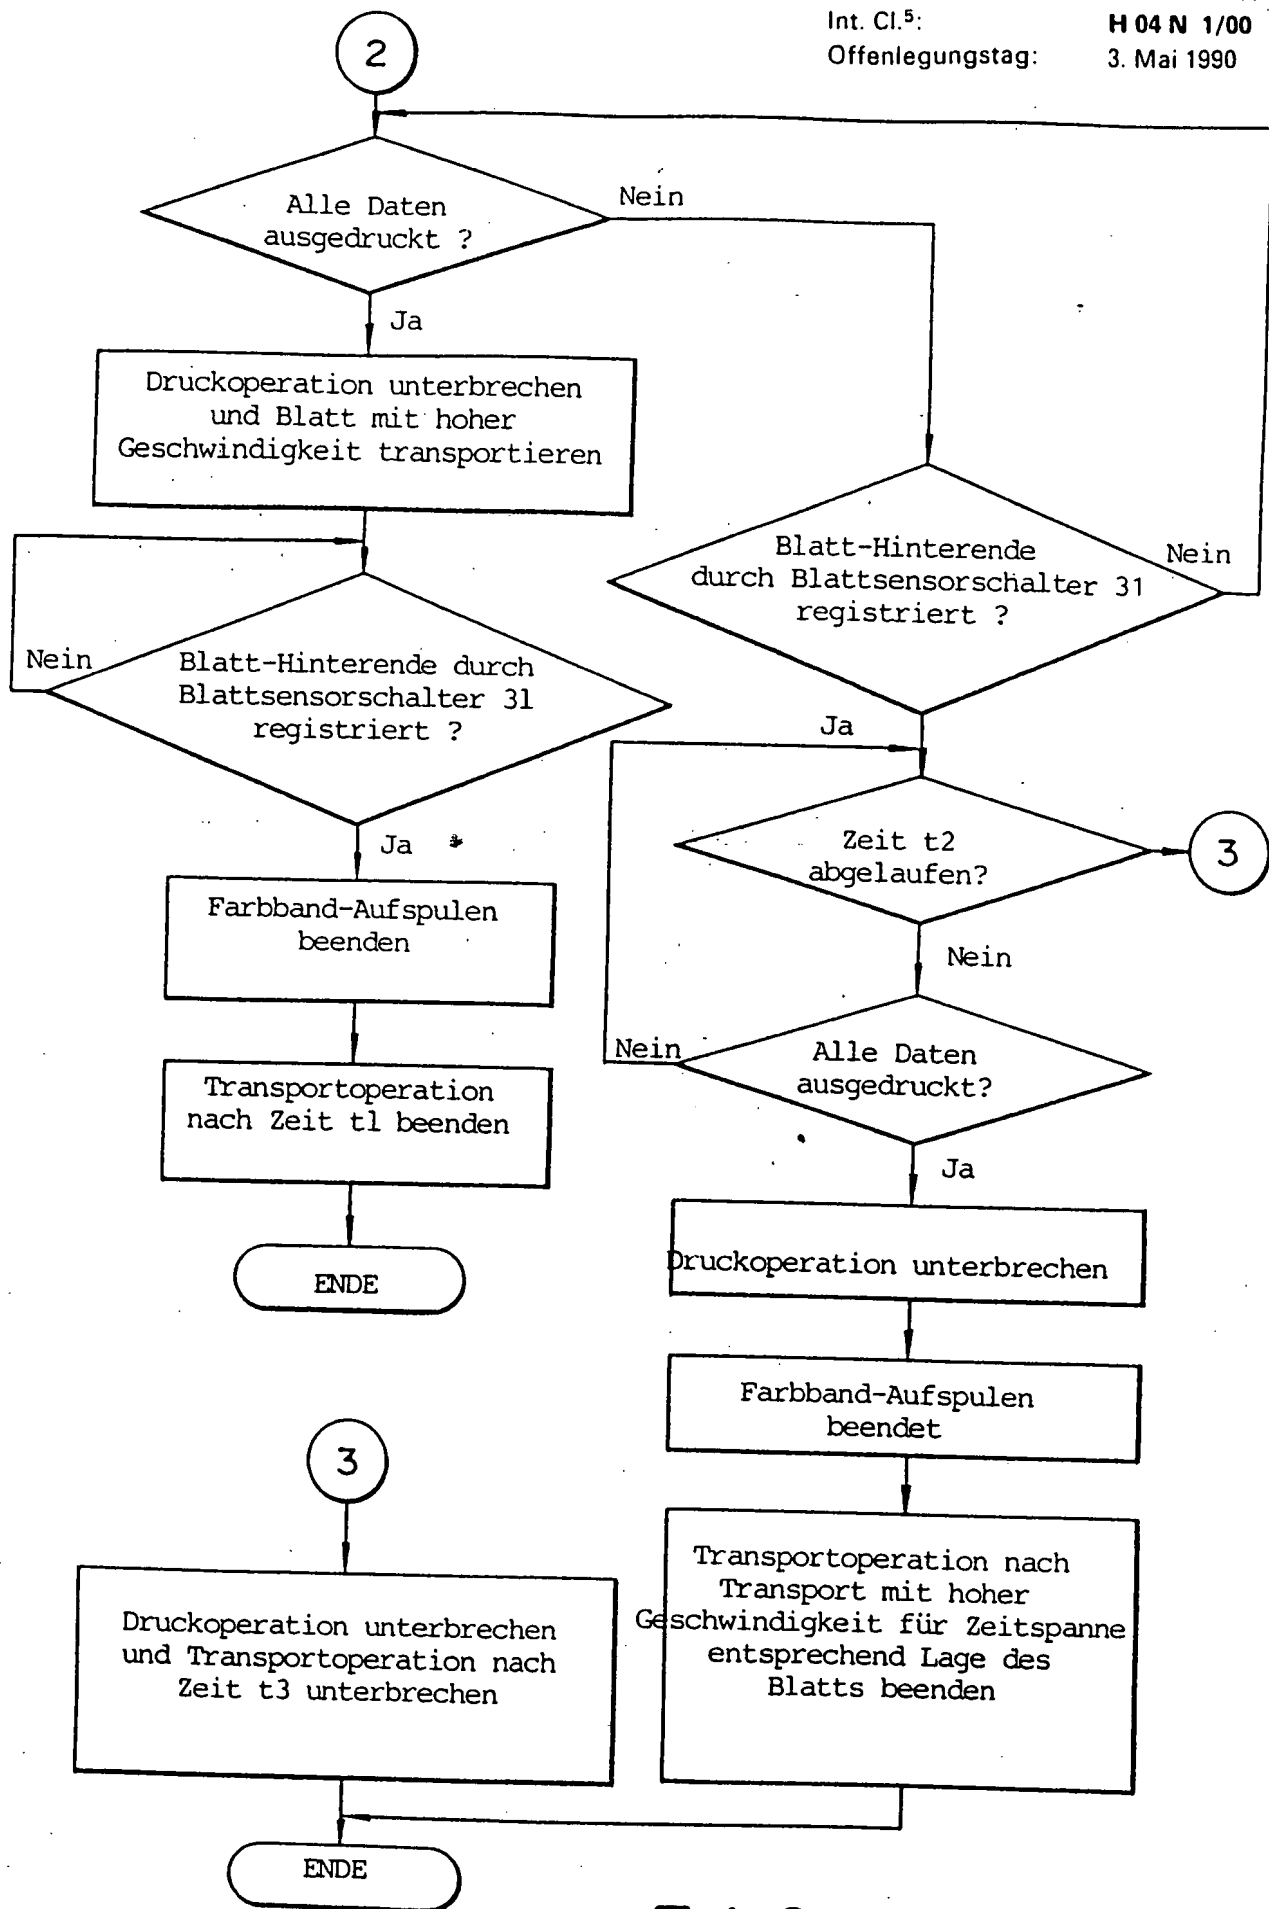 Int. Cl.5: H 04 N 1/00
Offenlegungstag: 3. Mai 1990
2
Alle Daten
ausgedruckt ?
Nein
Ja
Druckoperation unterbrechen
und Blatt mit hoher
Geschwindigkeit transportieren
Blatt-Hinterende
durch Blattsensorschalter 31
registriert ?
Nein
Nein
Blatt-Hinterende durch
Blattsensorschalter 31
registriert ?
Ja
Ja
Zeit t2
abgelaufen?
3
Farbband-Aufspulen
beenden
Nein
Nein
Alle Daten
ausgedruckt?
Transportoperation
nach Zeit t1 beenden
Ja
ENDE
Druckoperation unterbrechen
Farbband-Aufspulen
beendet
3
Transportoperation nach
Transport mit hoher
Geschwindigkeit für Zeitspanne
entsprechend Lage des
Blatts beenden
Druckoperation unterbrechen
und Transportoperation nach
Zeit t3 unterbrechen
ENDE